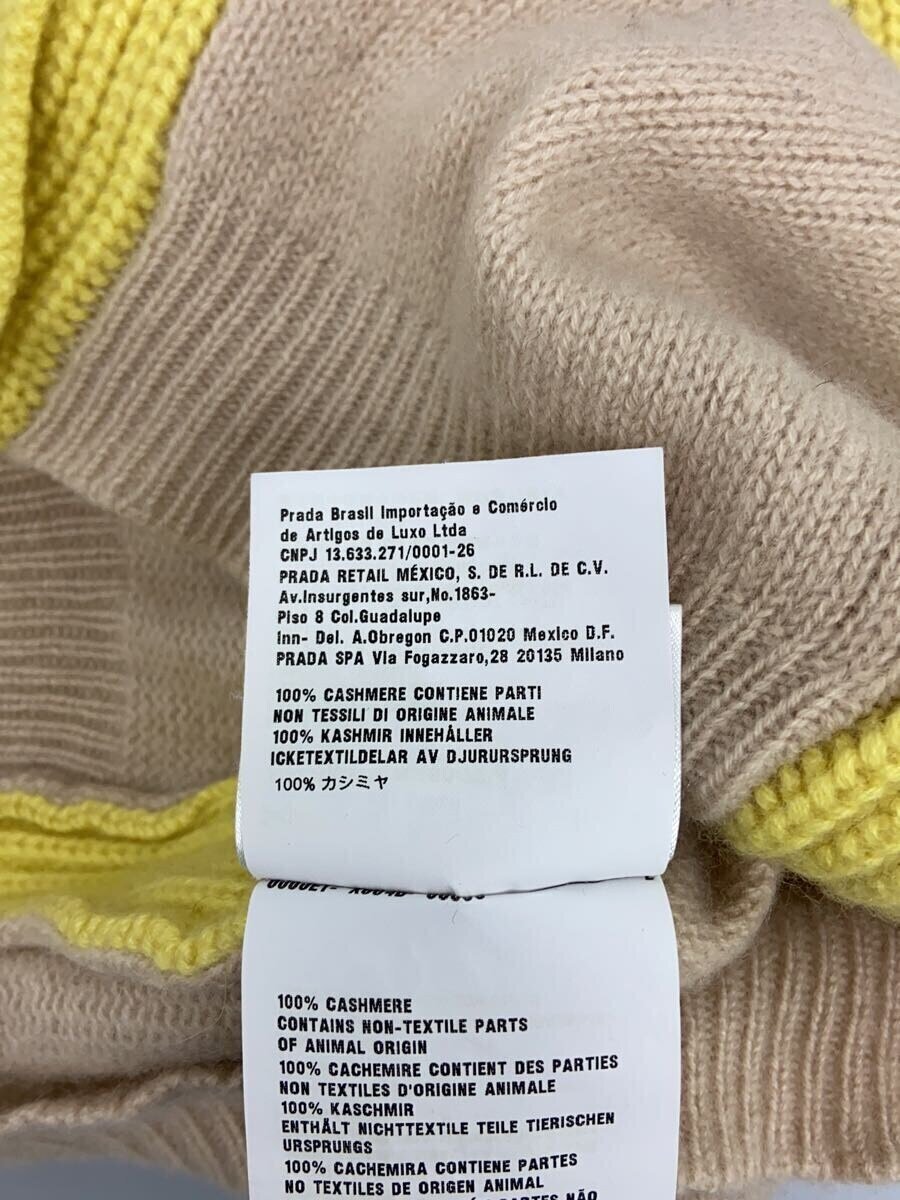 Prada Brasil Importação e Comércio
de Artigos de Luxo Ltda
CNPJ 13.633.271/0001-26
PRADA RETAIL MÉXICO, S. DE R.L. DE C.V.
Av.Insurgentes sur,No.1863-
Piso 8 Col.Guadalupe
Inn- Del. A.Obregon C.P.01020 Mexico D.F.
PRADA SPA Via Fogazzaro,28 20135 Milano
100% CASHMERE CONTIENE PARTI
NON TESSILI DI ORIGINE ANIMALE
100% KASHMIR INNEHÅLLER
ICKETEXTILDELAR AV DJURURSPRUNG
100% カシミヤ
100% CASHMERE
CONTAINS NON-TEXTILE PARTS
OF ANIMAL ORIGIN
100% CACHEMIRE CONTIENT DES PARTIES
NON TEXTILES D'ORIGINE ANIMALE
100% KASCHMIR
ENTHÄLT NICHTTEXTILE TEILE TIERISCHEN
URSPRUNGS
100% CACHEMIRA CONTIENE PARTES
NO TEXTILES DE ORIGEN ANIMAL
PARTES NÃO